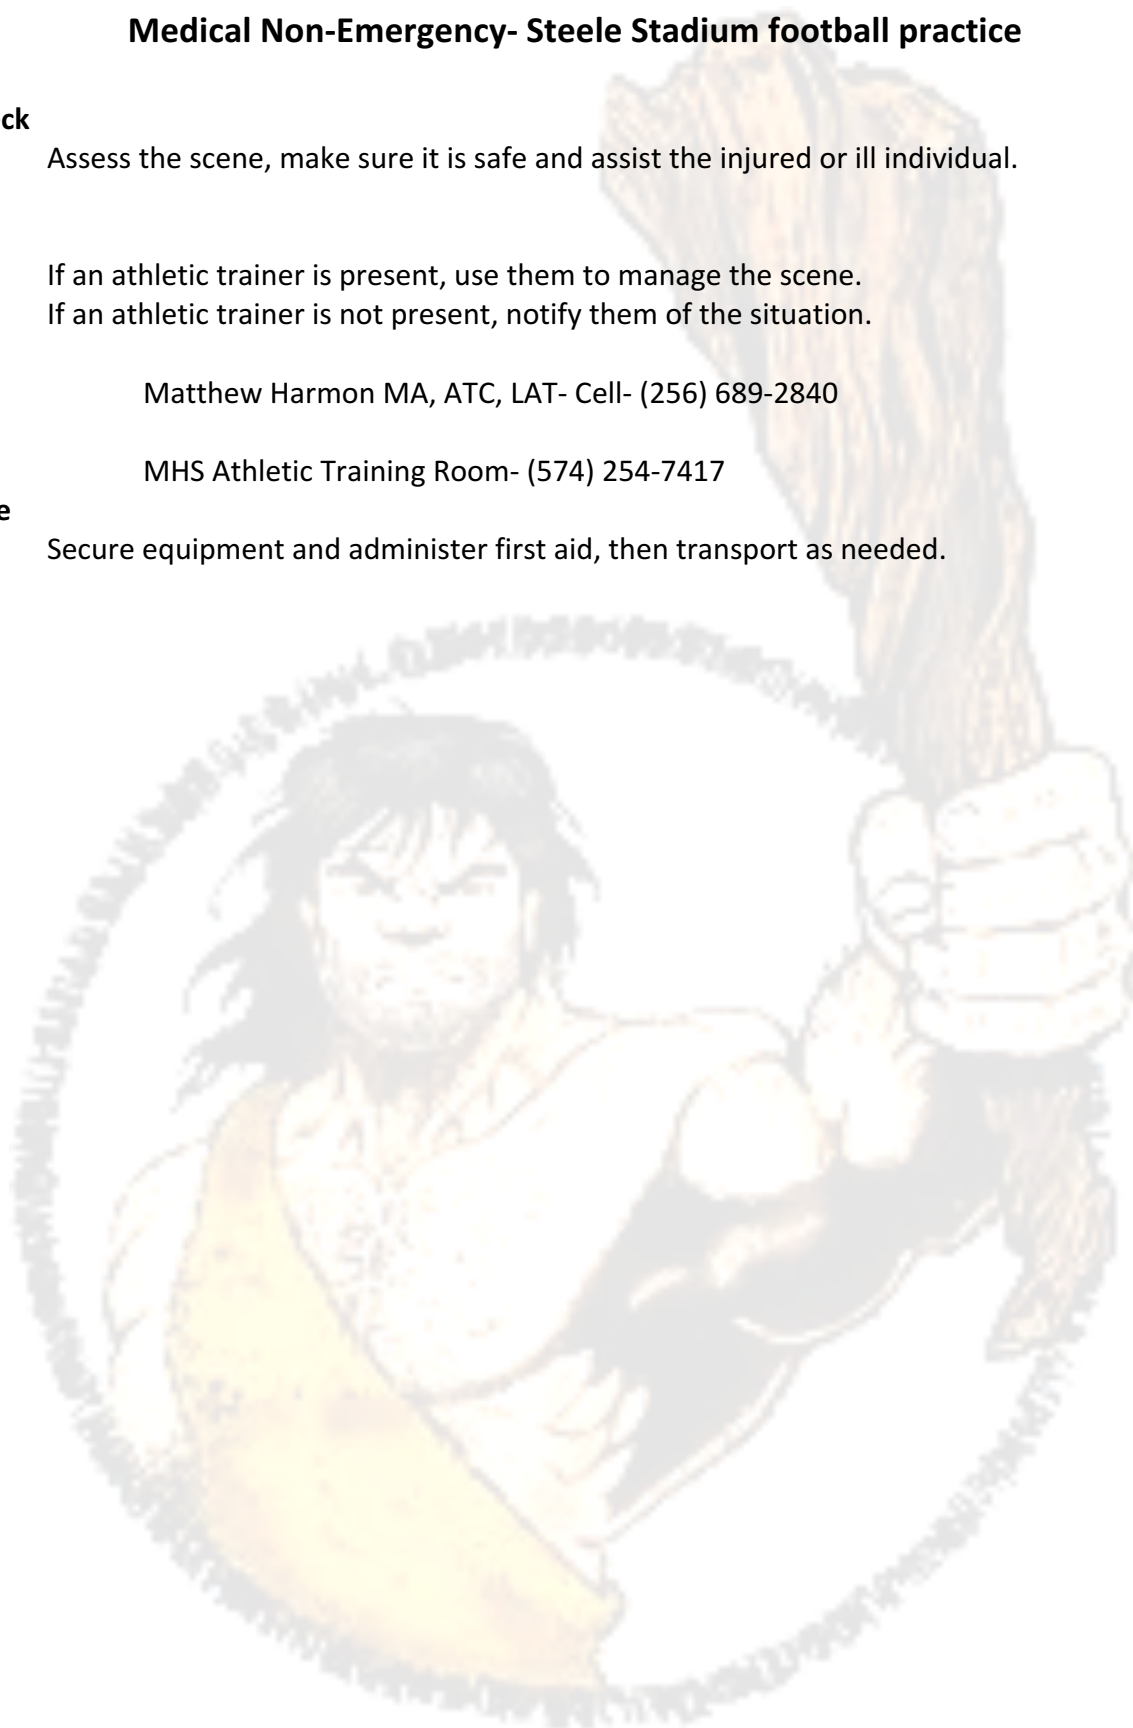 Medical Non-Emergency- Steele Stadium football practice
ck
Assess the scene, make sure it is safe and assist the injured or ill individual.
If an athletic trainer is present, use them to manage the scene.
If an athletic trainer is not present, notify them of the situation.
Matthew Harmon MA, ATC, LAT- Cell- (256) 689-2840
MHS Athletic Training Room- (574) 254-7417
e
Secure equipment and administer first aid, then transport as needed.